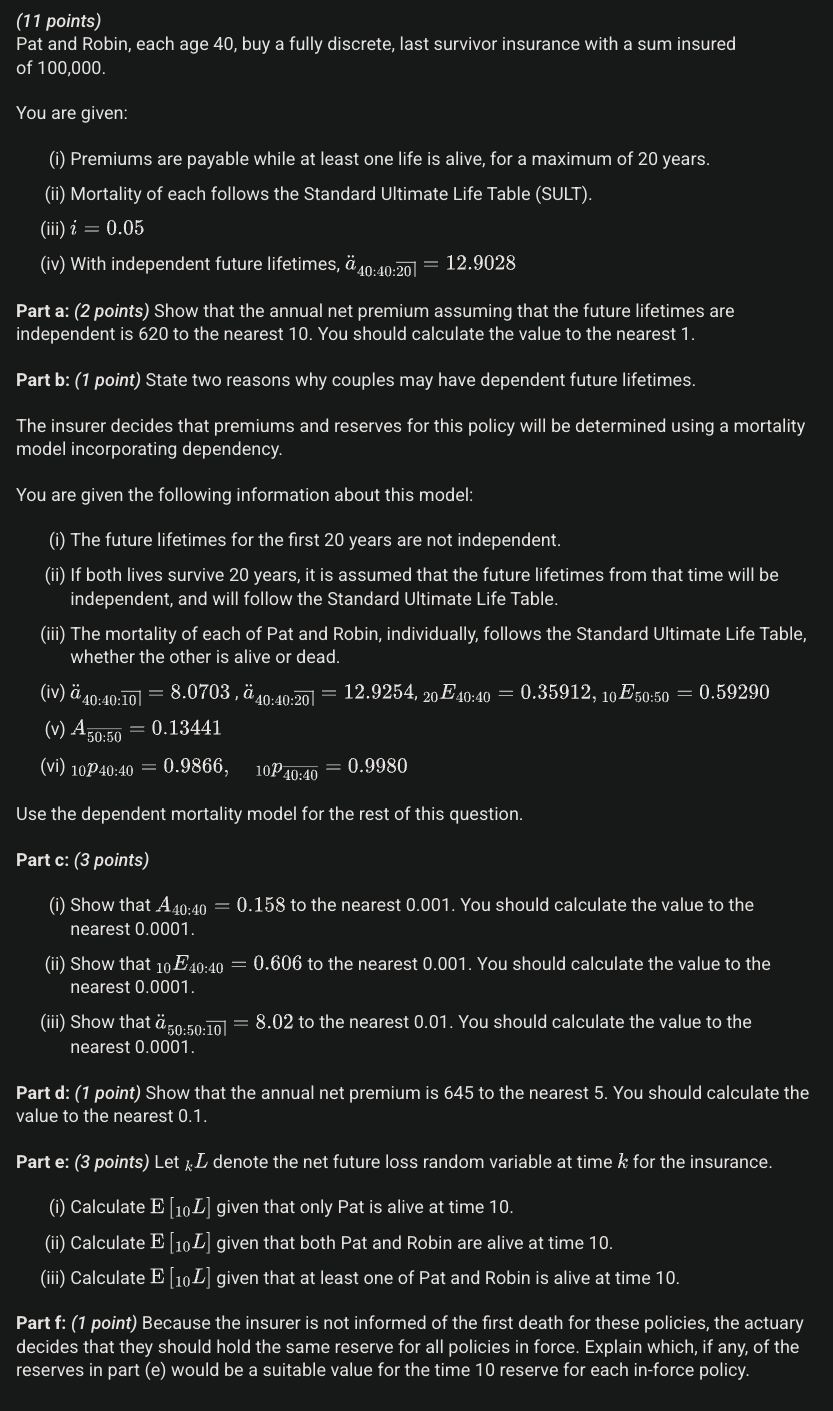 (11 points)
Pat and Robin, each age 40, buy a fully discrete, last survivor insurance with a sum insured
of 100,000.
You are given:
(i) Premiums are payable while at least one life is alive, for a maximum of 20 years.
(ii) Mortality of each follows the Standard Ultimate Life Table (SULT).
(iii) $i = 0.05$
(iv) With independent future lifetimes, $\ddot{a}_{40:40:\overline{20}|} = 12.9028$
Part a: (2 points) Show that the annual net premium assuming that the future lifetimes are
independent is 620 to the nearest 10. You should calculate the value to the nearest 1.
Part b: (1 point) State two reasons why couples may have dependent future lifetimes.
The insurer decides that premiums and reserves for this policy will be determined using a mortality
model incorporating dependency.
You are given the following information about this model:
(i) The future lifetimes for the first 20 years are not independent.
(ii) If both lives survive 20 years, it is assumed that the future lifetimes from that time will be
independent, and will follow the Standard Ultimate Life Table.
(iii) The mortality of each of Pat and Robin, individually, follows the Standard Ultimate Life Table,
whether the other is alive or dead.
(iv) $\ddot{a}_{40:40:\overline{10}|} = 8.0703$ , $\ddot{a}_{40:40:\overline{20}|} = 12.9254$, ${}_{20}E_{40:40} = 0.35912$, ${}_{10}E_{50:50} = 0.59290$
(v) $A_{\overline{50:50}} = 0.13441$
(vi) ${}_{10}p_{40:40} = 0.9866$, ${}_{10}p_{\overline{40:40}} = 0.9980$
Use the dependent mortality model for the rest of this question.
Part c: (3 points)
(i) Show that $A_{40:40} = 0.158$ to the nearest 0.001. You should calculate the value to the
nearest 0.0001.
(ii) Show that ${}_{10}E_{40:40} = 0.606$ to the nearest 0.001. You should calculate the value to the
nearest 0.0001.
(iii) Show that $\ddot{a}_{50:50:\overline{10}|} = 8.02$ to the nearest 0.01. You should calculate the value to the
nearest 0.0001.
Part d: (1 point) Show that the annual net premium is 645 to the nearest 5. You should calculate the
value to the nearest 0.1.
Part e: (3 points) Let ${}_{k}L$ denote the net future loss random variable at time $k$ for the insurance.
(i) Calculate $\mathrm{E}\left[{}_{10}L\right]$ given that only Pat is alive at time 10.
(ii) Calculate $\mathrm{E}\left[{}_{10}L\right]$ given that both Pat and Robin are alive at time 10.
(iii) Calculate $\mathrm{E}\left[{}_{10}L\right]$ given that at least one of Pat and Robin is alive at time 10.
Part f: (1 point) Because the insurer is not informed of the first death for these policies, the actuary
decides that they should hold the same reserve for all policies in force. Explain which, if any, of the
reserves in part (e) would be a suitable value for the time 10 reserve for each in-force policy.